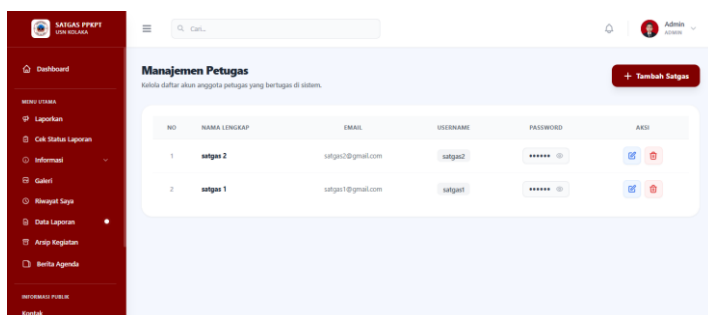 SATGAS PPKPT
USN KOLAKA
Cari...
Admin
ADMIN
Dashboard
MENU UTAMA
Laporkan
Cek Status Laporan
Informasi
Galeri
Riwayat Saya
Data Laporan
Arsip Kegiatan
Berita Agenda
INFORMASI PUBLIK
Kontak
Manajemen Petugas
Kelola daftar akun anggota petugas yang bertugas di sistem.
+ Tambah Satgas
NO NAMA LENGKAP EMAIL USERNAME PASSWORD AKSI
1 satgas 2 satgas2@gmail.com satgas2 ••••••
2 satgas 1 satgas1@gmail.com satgas1 ••••••